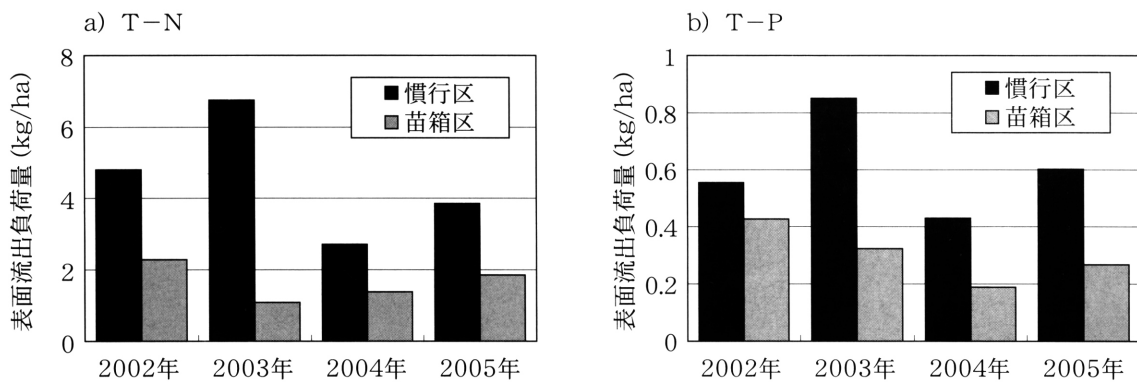 a) T－N
表面流出負荷量 (kg/ha)
8
6
4
2
0
慣行区
苗箱区
2002年 2003年 2004年 2005年
b) T－P
表面流出負荷量 (kg/ha)
1
0.8
0.6
0.4
0.2
0
慣行区
苗箱区
2002年 2003年 2004年 2005年